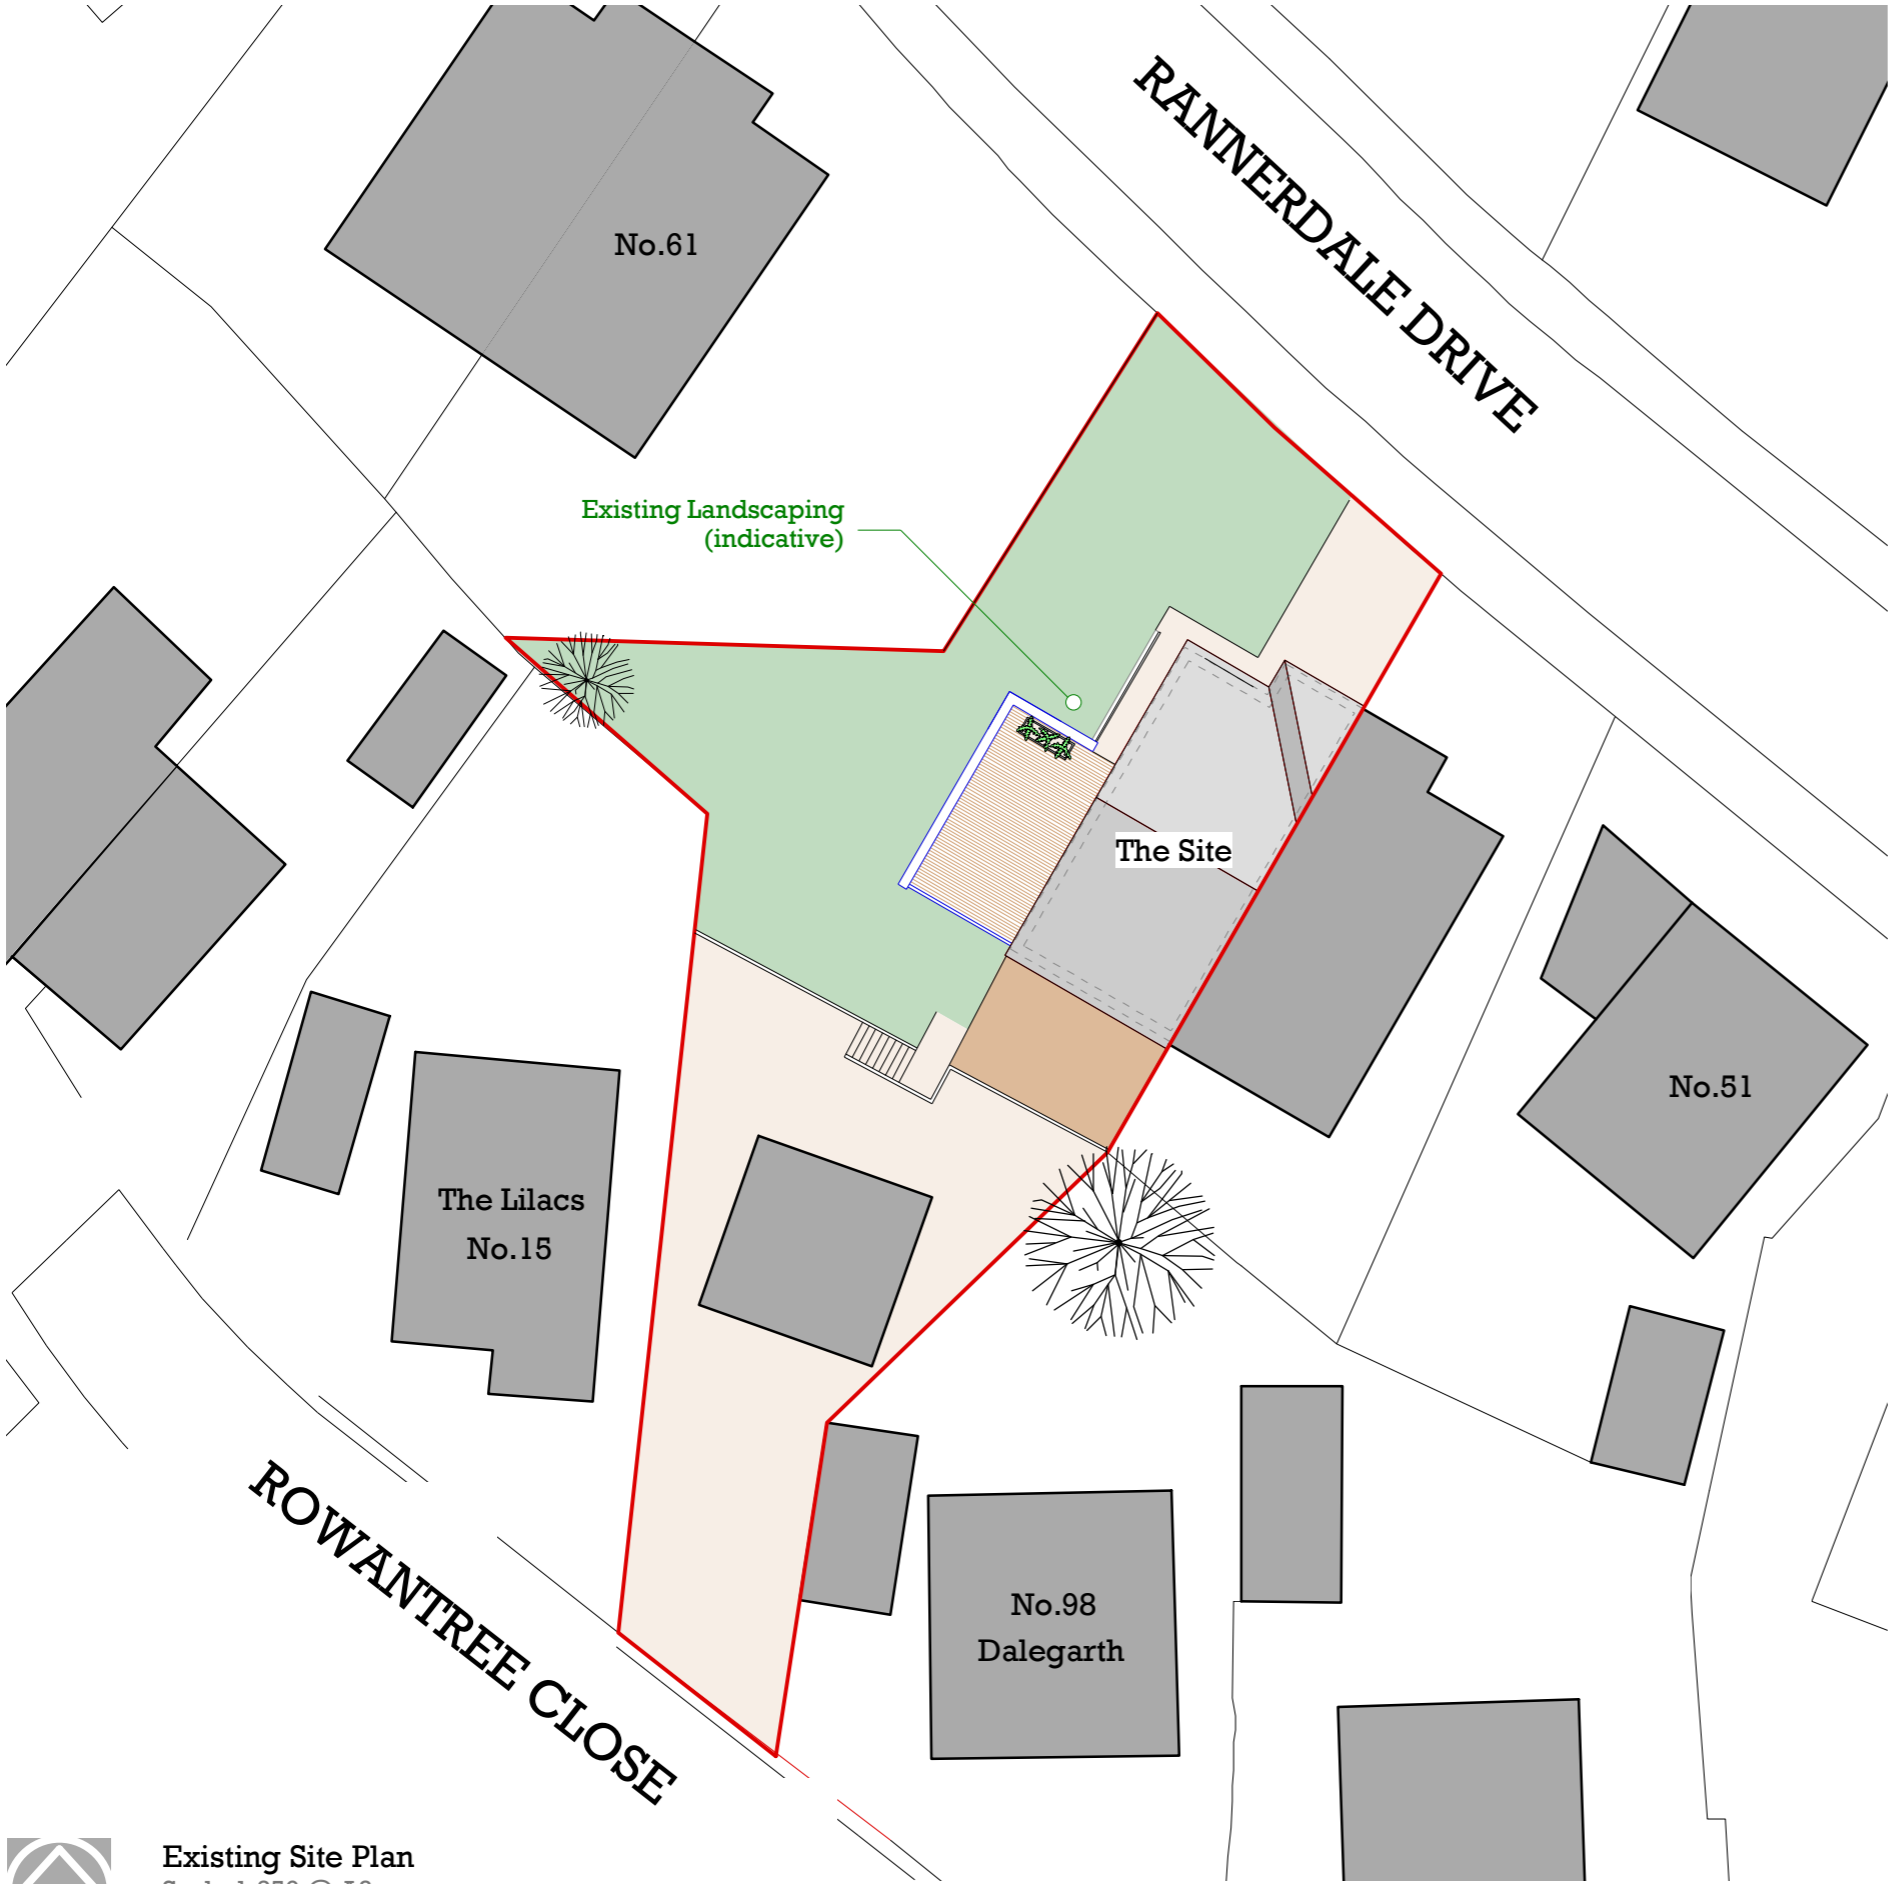 RANNERDALE DRIVE
No.61
Existing Landscaping
(indicative)
The Site
No.51
The Lilacs
No.15
No.98
Dalegarth
ROWANTREE CLOSE
Existing Site Plan